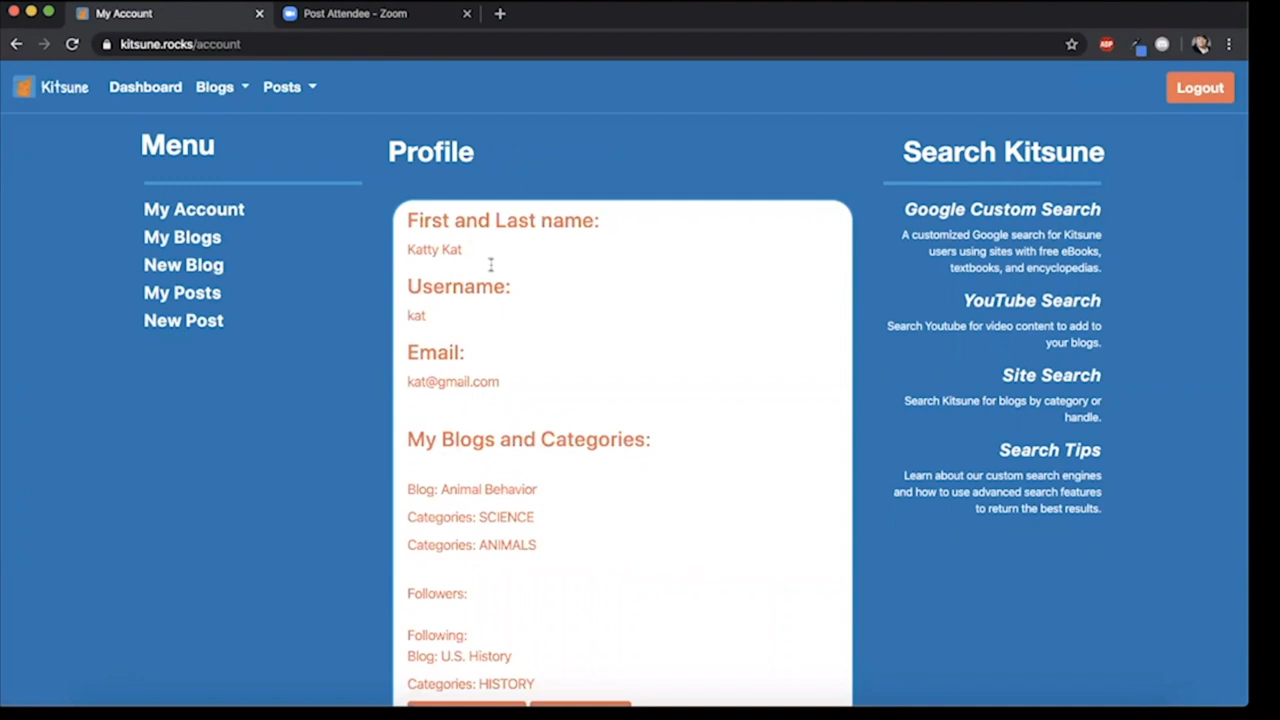 My Account
Post Attendee - Zoom
kitsune.rocks/account
ABP
Kitsune
Dashboard
Blogs
Posts
Logout
Menu
My Account
My Blogs
New Blog
My Posts
New Post
Profile
First and Last name:
Katty Kat
Username:
kat
Email:
kat@gmail.com
My Blogs and Categories:
Blog: Animal Behavior
Categories: SCIENCE
Categories: ANIMALS
Followers:
Following:
Blog: U.S. History
Categories: HISTORY
Search Kitsune
Google Custom Search
A customized Google search for Kitsune
users using sites with free eBooks,
textbooks, and encyclopedias.
YouTube Search
Search Youtube for video content to add to
your blogs.
Site Search
Search Kitsune for blogs by category or
handle.
Search Tips
Learn about our custom search engines
and how to use advanced search features
to return the best results.